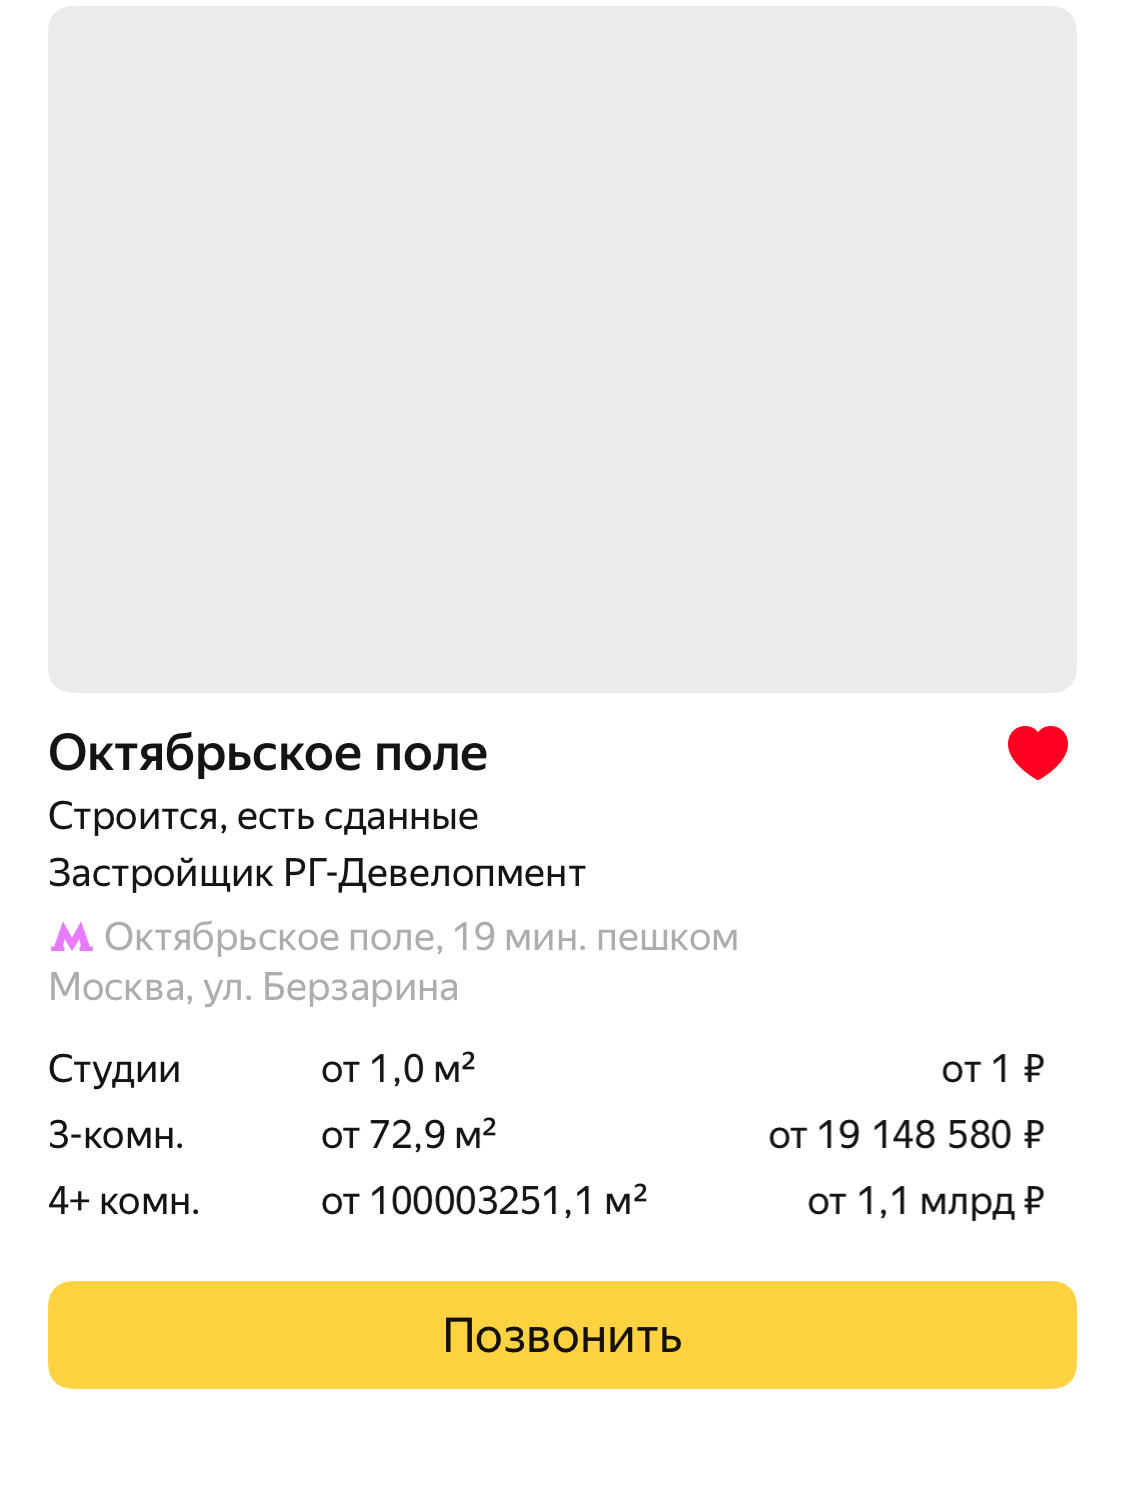 Октябрьское поле
Строится, есть сданные
Застройщик РГ-Девелопмент
Октябрьское поле, 19 мин. пешком
Москва, ул. Берзарина
Студии от 1,0 м² от 1 ₽
3-комн. от 72,9 м² от 19 148 580 ₽
4+ комн. от 100003251,1 м² от 1,1 млрд ₽
Позвонить